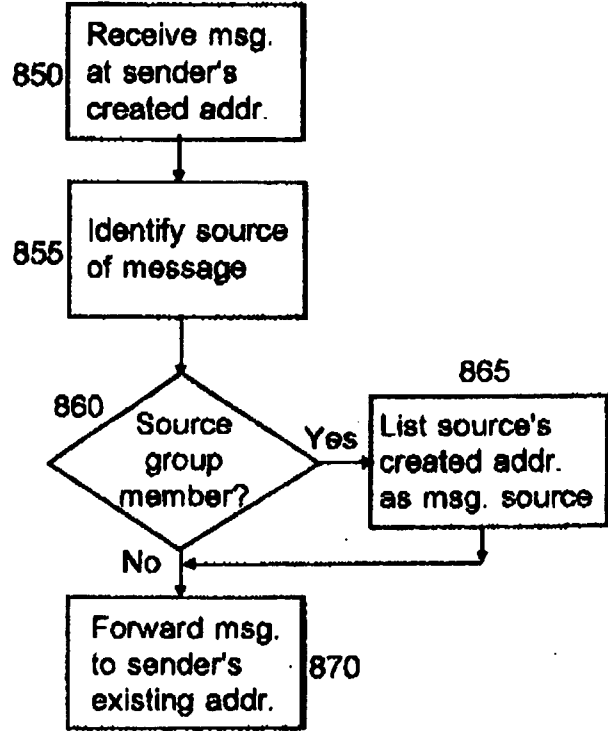 850
Receive msg.
at sender's
created addr.
855
Identify source
of message
860
Source
group
member?
Yes
865
List source's
created addr.
as msg. source
No
Forward msg.
to sender's
existing addr.
870